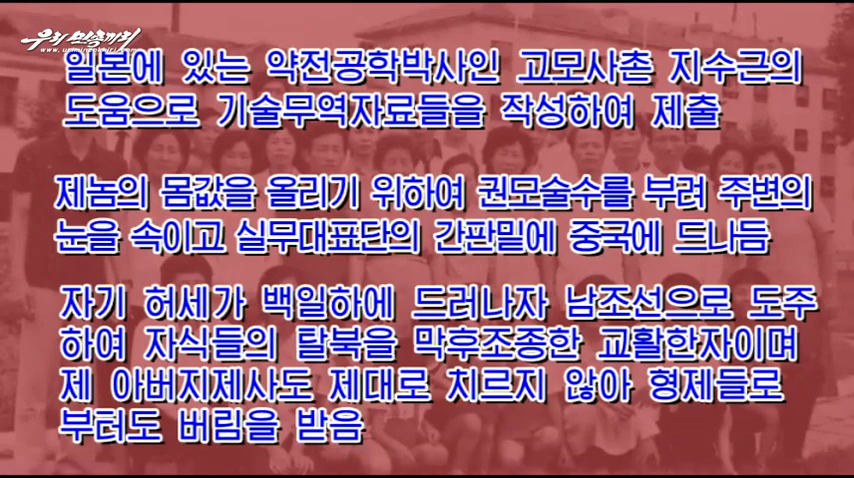 우리 민족끼리
www.uriminzokkiri.com
일본에 있는 약전공학박사인 고모사촌 지수근의
도움으로 기술무역자료들을 작성하여 제출
제놈의 몸값을 올리기 위하여 권모술수를 부려 주변의
눈을 속이고 실무대표단의 간판밑에 중국에 드나듬
자기 허세가 백일하에 드러나자 남조선으로 도주
하여 자식들의 탈북을 막후조종한 교활한자이며
제 아버지제사도 제대로 치르지 않아 형제들로
부터도 버림을 받음